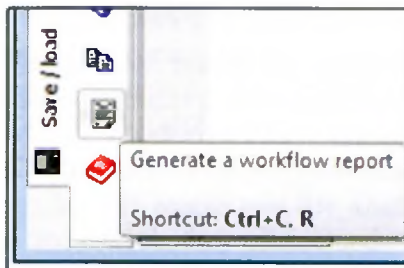 Save / load
Generate a workflow report
Shortcut: Ctrl+C, R